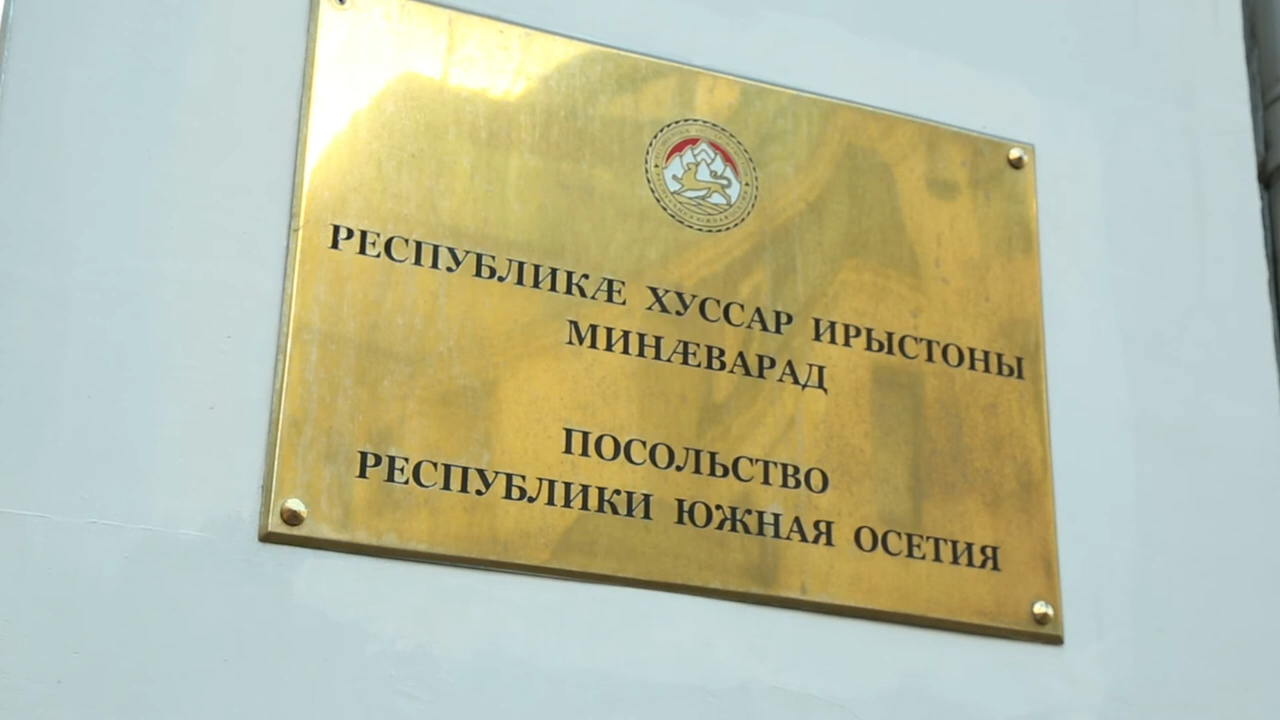 РЕСПУБЛИКӔ ХУССАР ИРЫСТОНЫ
МИНӔВАРАД
ПОСОЛЬСТВО
РЕСПУБЛИКИ ЮЖНАЯ ОСЕТИЯ